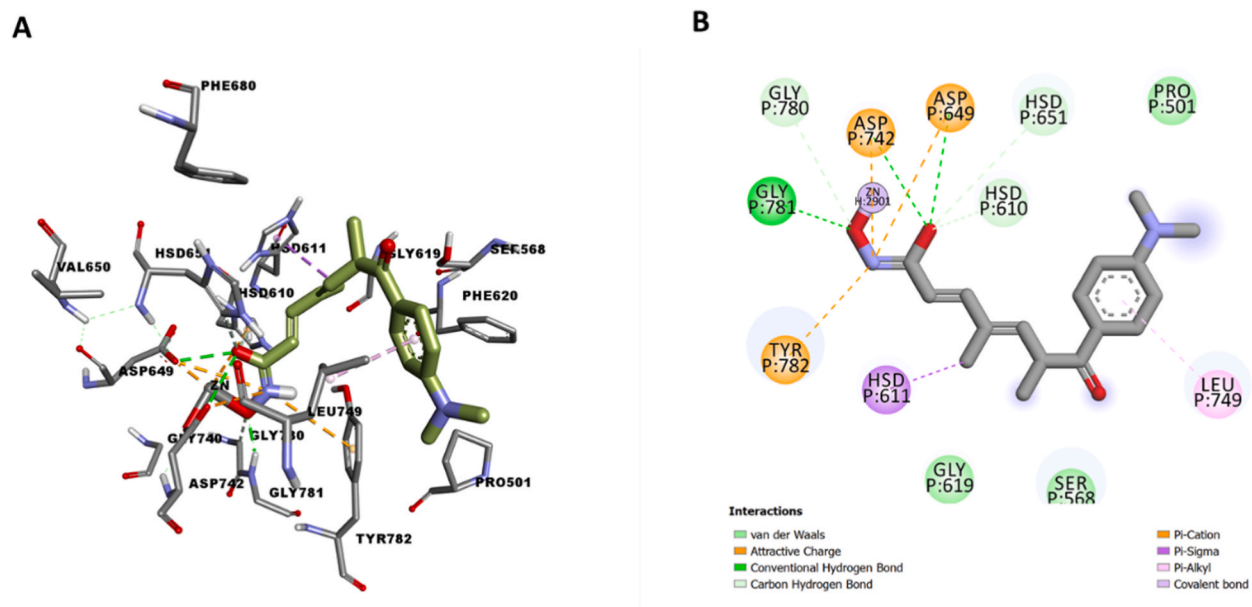 A
PHE680
VAL650
HSD651
HSD611
GLY619
SER568
HSD610
PHE620
ASP649
ZN
LEU749
GLY740
GLY780
ASP742
GLY781
PRO501
TYR782
B
GLY
P:780
ASP
P:742
ASP
P:649
HSD
P:651
PRO
P:501
GLY
P:781
ZN
H:2901
HSD
P:610
TYR
P:782
HSD
P:611
LEU
P:749
GLY
P:619
SER
P:568
Interactions
van der Waals
Attractive Charge
Conventional Hydrogen Bond
Carbon Hydrogen Bond
Pi-Cation
Pi-Sigma
Pi-Alkyl
Covalent bond